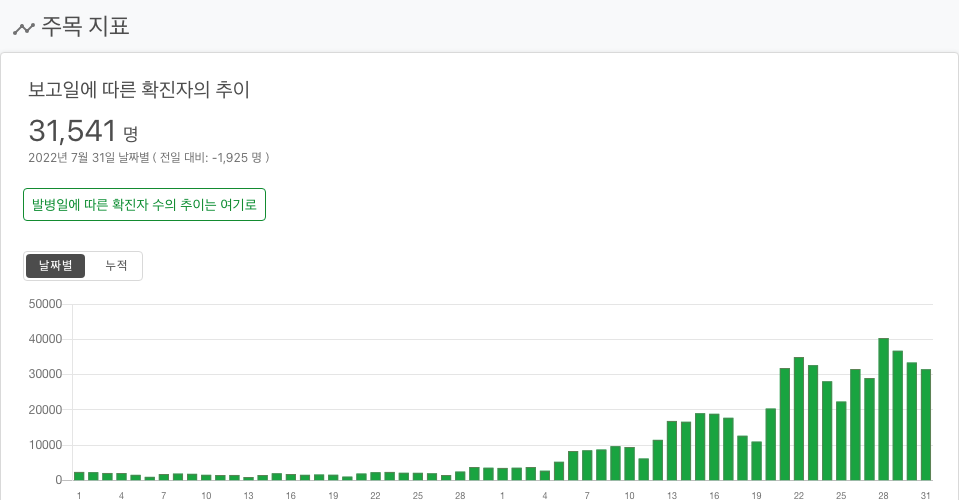 주목 지표
보고일에 따른 확진자의 추이
31,541 명
2022년 7월 31일 날짜별 ( 전일 대비: -1,925 명 )
발병일에 따른 확진자 수의 추이는 여기로
날짜별 누적
50000
40000
30000
20000
10000
0
1 4 7 10 13 16 19 22 25 28 1 4 7 10 13 16 19 22 25 28 31